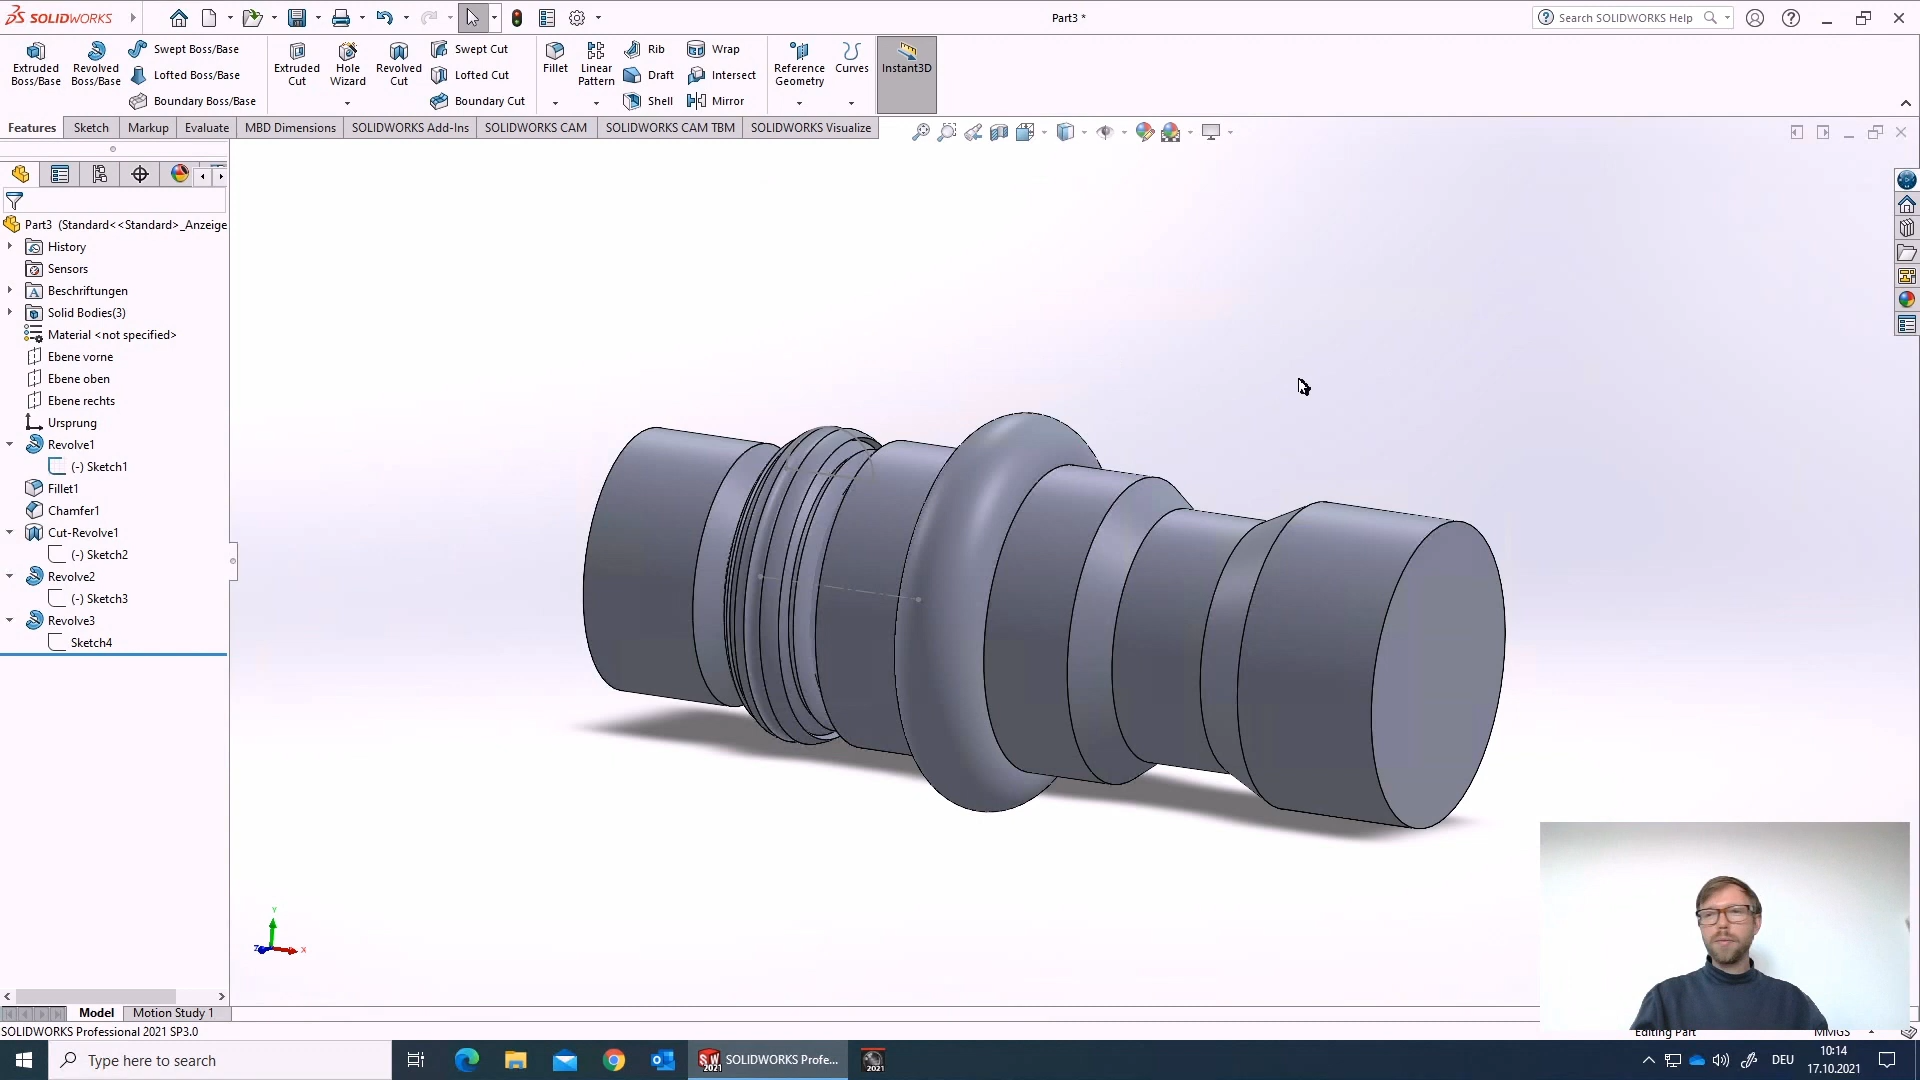 SOLIDWORKS
Part3 *
Search SOLIDWORKS Help
Extruded Boss/Base
Revolved Boss/Base
Swept Boss/Base
Lofted Boss/Base
Boundary Boss/Base
Extruded Cut
Hole Wizard
Revolved Cut
Swept Cut
Lofted Cut
Boundary Cut
Fillet
Linear Pattern
Rib
Draft
Shell
Wrap
Intersect
Mirror
Reference Geometry
Curves
Instant3D
Features
Sketch
Markup
Evaluate
MBD Dimensions
SOLIDWORKS Add-Ins
SOLIDWORKS CAM
SOLIDWORKS CAM TBM
SOLIDWORKS Visualize
Part3 (Standard<<Standard>_Anzeige
History
Sensors
Beschriftungen
Solid Bodies(3)
Material <not specified>
Ebene vorne
Ebene oben
Ebene rechts
Ursprung
Revolve1
(-) Sketch1
Fillet1
Chamfer1
Cut-Revolve1
(-) Sketch2
Revolve2
(-) Sketch3
Revolve3
Sketch4
Y
Z
X
Model
Motion Study 1
SOLIDWORKS Professional 2021 SP3.0
Editing Part
MMGS
Type here to search
SOLIDWORKS Profe...
DEU
10:14
17.10.2021